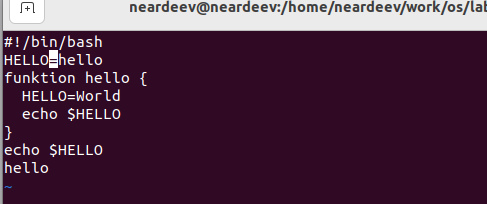 neardeev@neardeev:/home/neardeev/work/os/lab
#!/bin/bash
HELLO=hello
funktion hello {
  HELLO=World
  echo $HELLO
}
echo $HELLO
hello
~